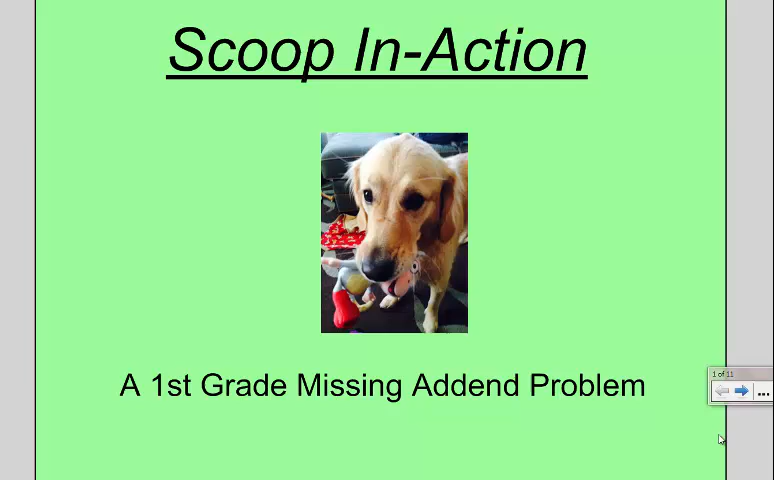 Scoop In-Action
A 1st Grade Missing Addend Problem
1 of 11
...